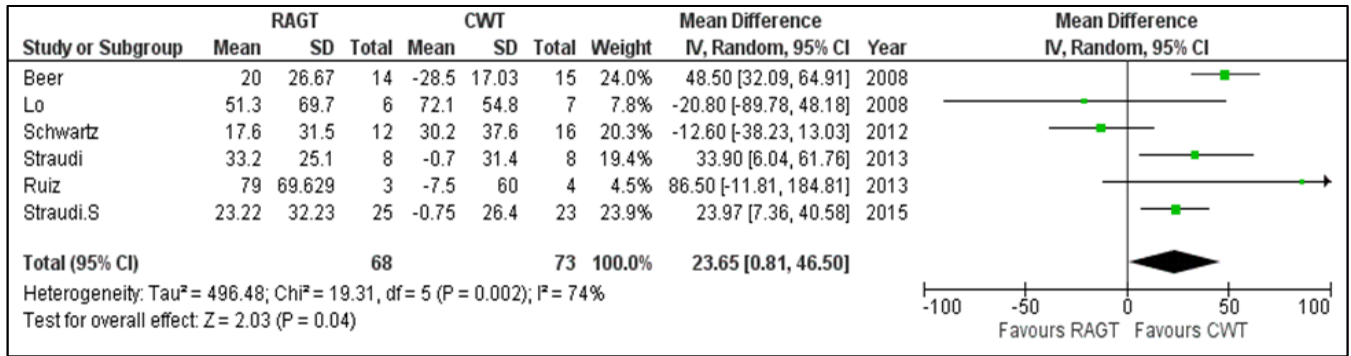 RAGT CWT Mean Difference Mean Difference
Study or Subgroup Mean SD Total Mean SD Total Weight IV, Random, 95% CI Year IV, Random, 95% CI
Beer 20 26.67 14 -28.5 17.03 15 24.0% 48.50 [32.09, 64.91] 2008
Lo 51.3 69.7 6 72.1 54.8 7 7.8% -20.80 [-89.78, 48.18] 2008
Schwartz 17.6 31.5 12 30.2 37.6 16 20.3% -12.60 [-38.23, 13.03] 2012
Straudi 33.2 25.1 8 -0.7 31.4 8 19.4% 33.90 [6.04, 61.76] 2013
Ruiz 79 69.629 3 -7.5 60 4 4.5% 86.50 [-11.81, 184.81] 2013
Straudi.S 23.22 32.23 25 -0.75 26.4 23 23.9% 23.97 [7.36, 40.58] 2015
Total (95% CI) 68 73 100.0% 23.65 [0.81, 46.50]
Heterogeneity: Tau² = 496.48; Chi² = 19.31, df = 5 (P = 0.002); I² = 74%
Test for overall effect: Z = 2.03 (P = 0.04)
-100 -50 0 50 100
Favours RAGT Favours CWT